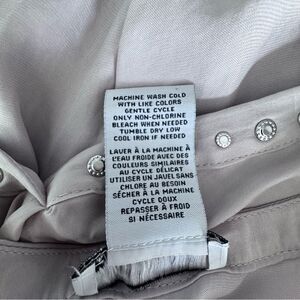 MACHINE WASH COLD
WITH LIKE COLORS
GENTLE CYCLE
ONLY NON-CHLORINE
BLEACH WHEN NEEDED
TUMBLE DRY LOW
COOL IRON IF NEEDED
LAVER À LA MACHINE À
L'EAU FROIDE AVEC DES
COULEURS SIMILAIRES
AU CYCLE DÉLICAT
UTILISER UN JAVEL SANS
CHLORE AU BESOIN
SÉCHER À LA MACHINE
CYCLE DOUX
REPASSER À FROID
SI NÉCESSAIRE